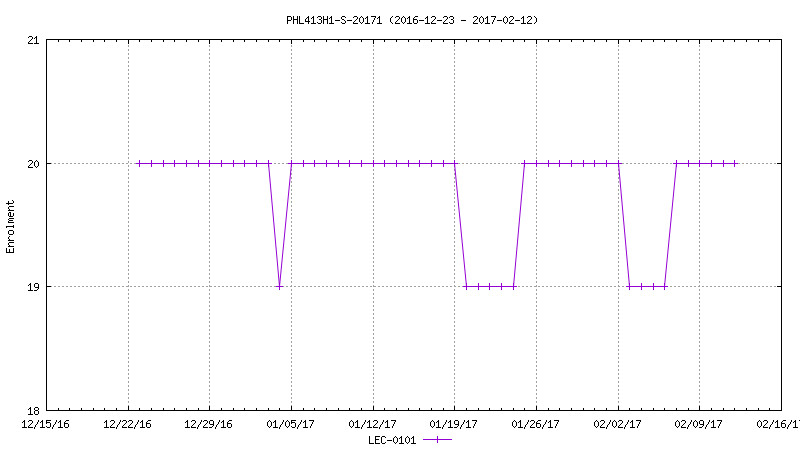 PHL413H1-S-20171 (2016-12-23 - 2017-02-12)
21
20
19
18
Enrolment
12/15/16 12/22/16 12/29/16 01/05/17 01/12/17 01/19/17 01/26/17 02/02/17 02/09/17 02/16/17
LEC-0101